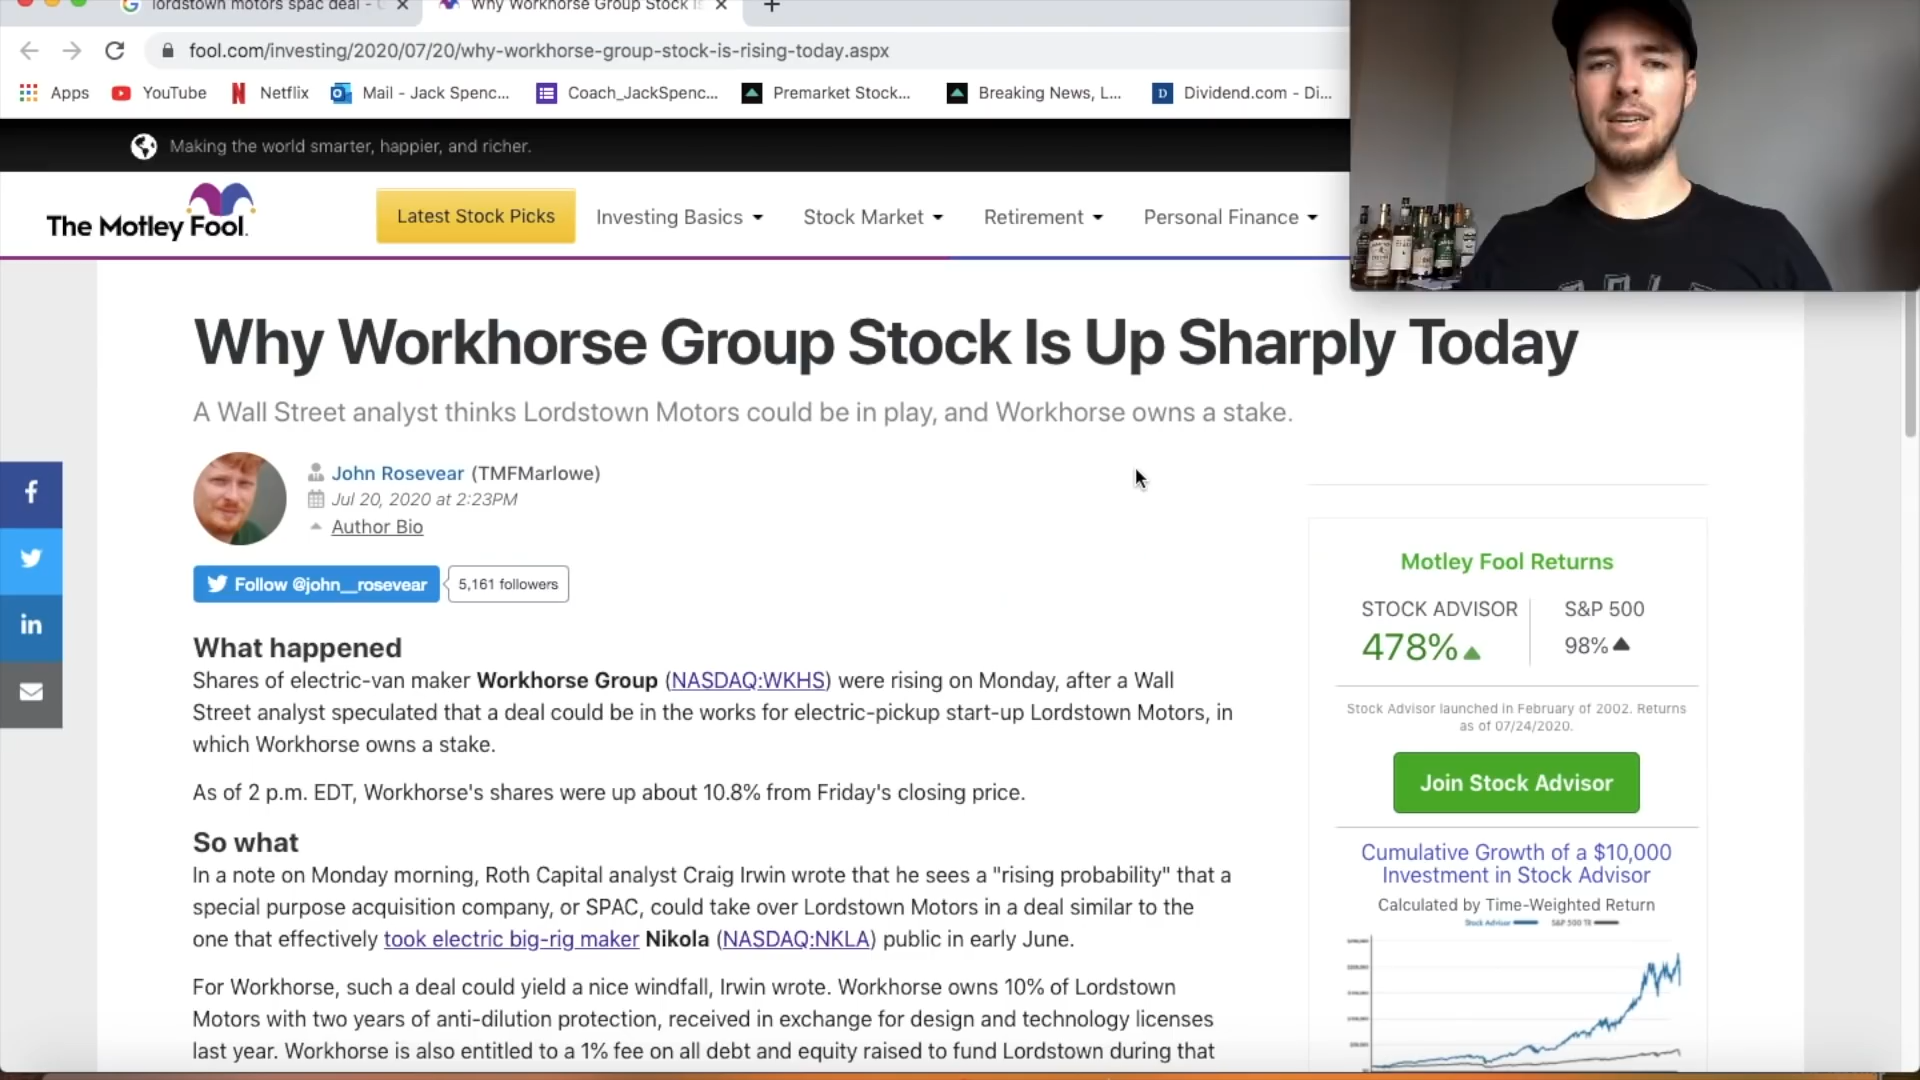 lordstown motors spac deal -
Why Workhorse Group Stock Is
fool.com/investing/2020/07/20/why-workhorse-group-stock-is-rising-today.aspx
Apps YouTube Netflix Mail - Jack Spenc... Coach_JackSpenc... Premarket Stock... Breaking News, L... Dividend.com - Di...
Making the world smarter, happier, and richer.
The Motley Fool.
Latest Stock Picks Investing Basics Stock Market Retirement Personal Finance
Why Workhorse Group Stock Is Up Sharply Today
A Wall Street analyst thinks Lordstown Motors could be in play, and Workhorse owns a stake.
John Rosevear (TMFMarlowe)
Jul 20, 2020 at 2:23PM
Author Bio
Follow @john__rosevear 5,161 followers
What happened
Shares of electric-van maker Workhorse Group (NASDAQ:WKHS) were rising on Monday, after a Wall
Street analyst speculated that a deal could be in the works for electric-pickup start-up Lordstown Motors, in
which Workhorse owns a stake.
As of 2 p.m. EDT, Workhorse's shares were up about 10.8% from Friday's closing price.
So what
In a note on Monday morning, Roth Capital analyst Craig Irwin wrote that he sees a "rising probability" that a
special purpose acquisition company, or SPAC, could take over Lordstown Motors in a deal similar to the
one that effectively took electric big-rig maker Nikola (NASDAQ:NKLA) public in early June.
For Workhorse, such a deal could yield a nice windfall, Irwin wrote. Workhorse owns 10% of Lordstown
Motors with two years of anti-dilution protection, received in exchange for design and technology licenses
last year. Workhorse is also entitled to a 1% fee on all debt and equity raised to fund Lordstown during that
Motley Fool Returns
STOCK ADVISOR S&P 500
478% 98%
Stock Advisor launched in February of 2002. Returns
as of 07/24/2020.
Join Stock Advisor
Cumulative Growth of a $10,000
Investment in Stock Advisor
Calculated by Time-Weighted Return
Stock Advisor S&P 500 TR